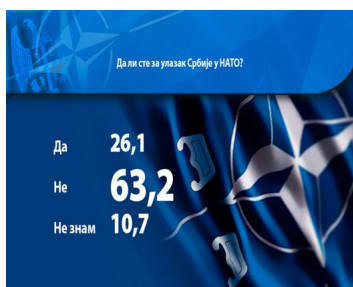 Да ли сте за улазак Србије у НАТО?
Да 26,1
Не 63,2
Не знам 10,7